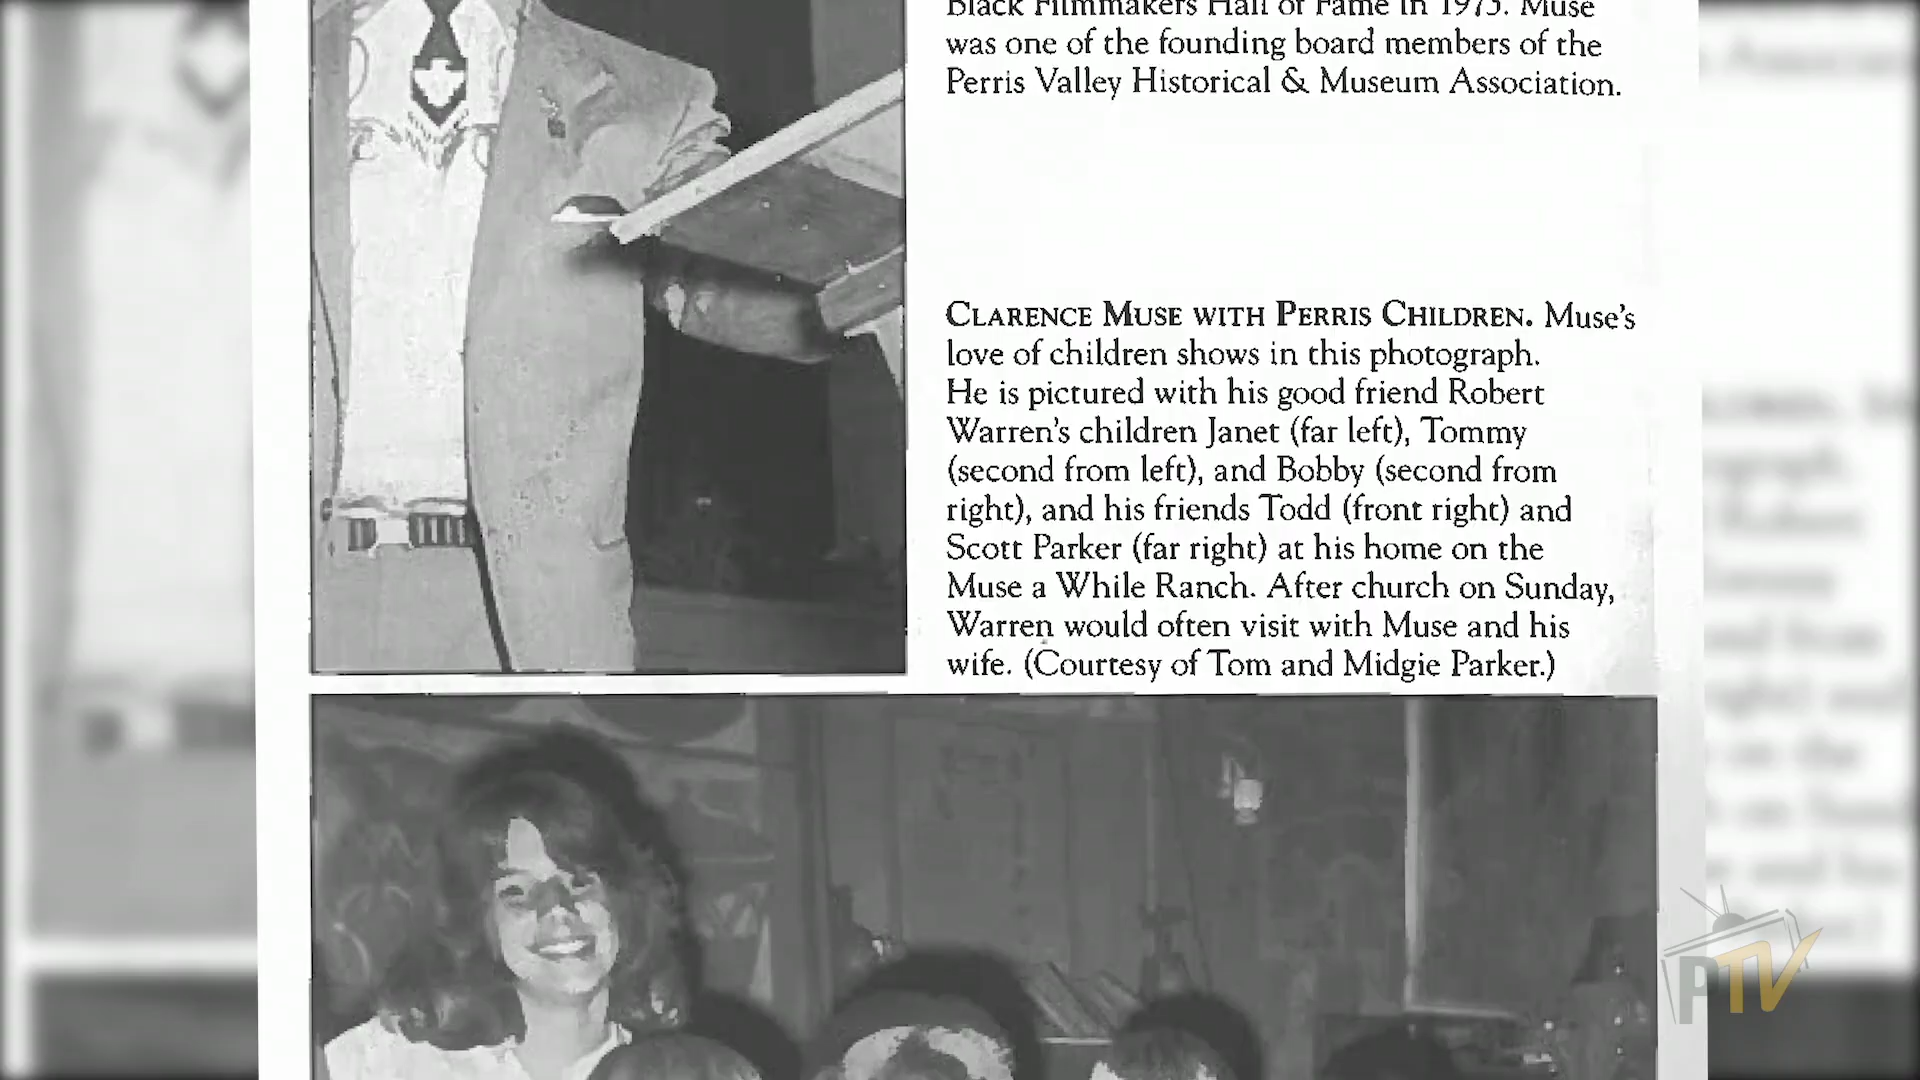 Black Filmmakers Hall of Fame in 1973. Muse
was one of the founding board members of the
Perris Valley Historical & Museum Association.
CLARENCE MUSE WITH PERRIS CHILDREN. Muse's
love of children shows in this photograph.
He is pictured with his good friend Robert
Warren's children Janet (far left), Tommy
(second from left), and Bobby (second from
right), and his friends Todd (front right) and
Scott Parker (far right) at his home on the
Muse a While Ranch. After church on Sunday,
Warren would often visit with Muse and his
wife. (Courtesy of Tom and Midgie Parker.)
PTV